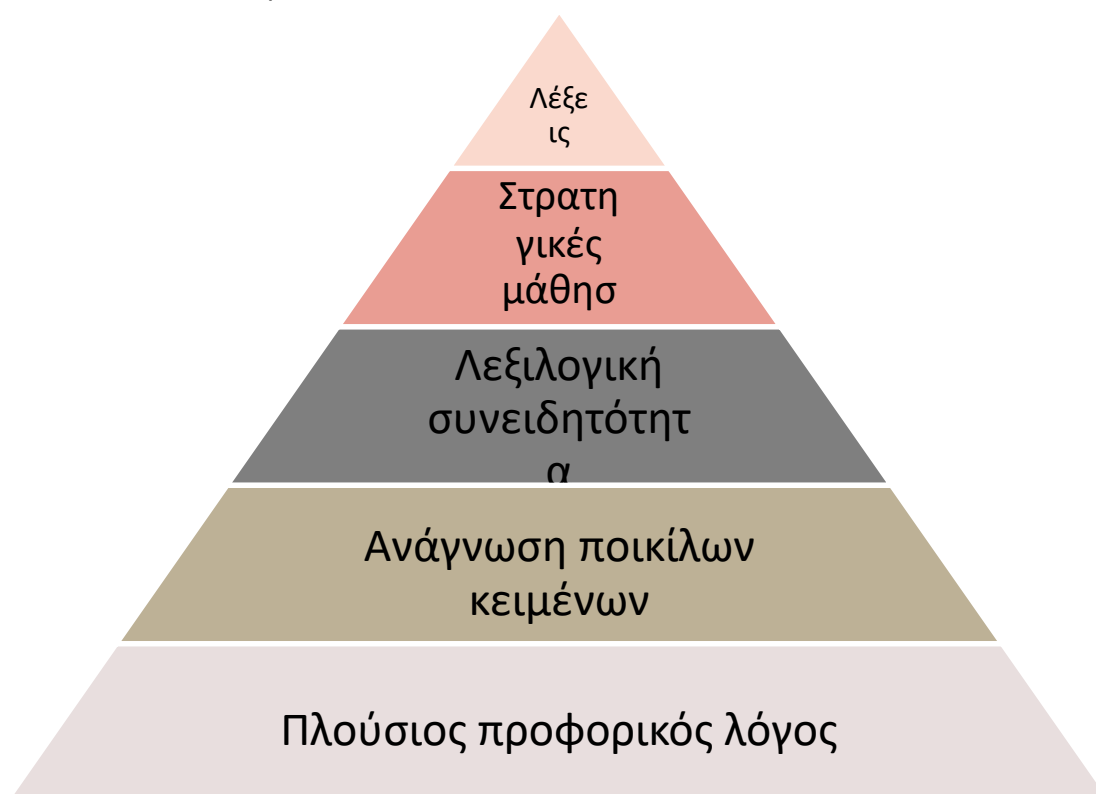 Λέξε
ις
Στρατη
γικές
μάθησ
Λεξιλογική
συνειδητότητ
α
Ανάγνωση ποικίλων
κειμένων
Πλούσιος προφορικός λόγος